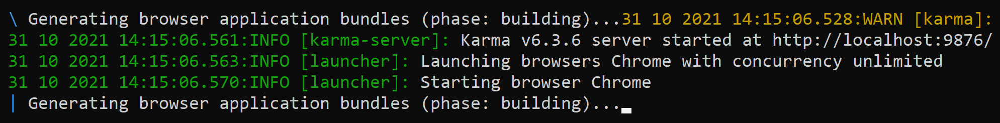 \ Generating browser application bundles (phase: building)...31 10 2021 14:15:06.528:WARN [karma]:
31 10 2021 14:15:06.561:INFO [karma-server]: Karma v6.3.6 server started at http://localhost:9876/
31 10 2021 14:15:06.563:INFO [launcher]: Launching browsers Chrome with concurrency unlimited
31 10 2021 14:15:06.570:INFO [launcher]: Starting browser Chrome
| Generating browser application bundles (phase: building)...